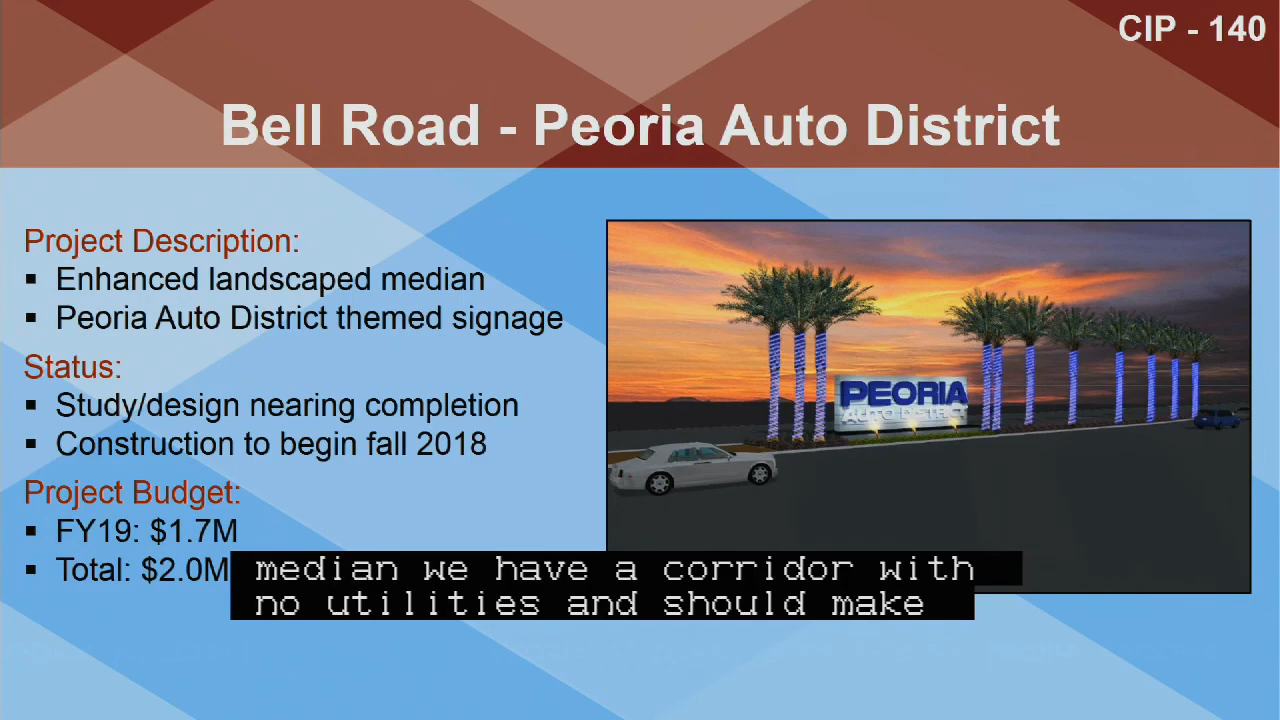 CIP - 140
Bell Road - Peoria Auto District
Project Description:
▪ Enhanced landscaped median
▪ Peoria Auto District themed signage
Status:
▪ Study/design nearing completion
▪ Construction to begin fall 2018
Project Budget:
▪ FY19: $1.7M
▪ Total: $2.0M
PEORIA
AUTO DISTRICT
median we have a corridor with
no utilities and should make